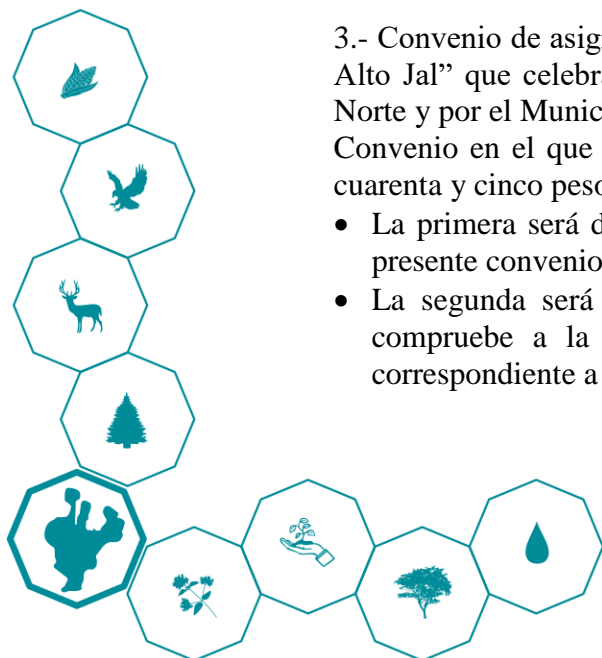 3.- Convenio de asig
Alto Jal” que celebr
Norte y por el Munic
Convenio en el que
cuarenta y cinco peso
• La primera será d
presente convenio
• La segunda será
compruebe a la
correspondiente a